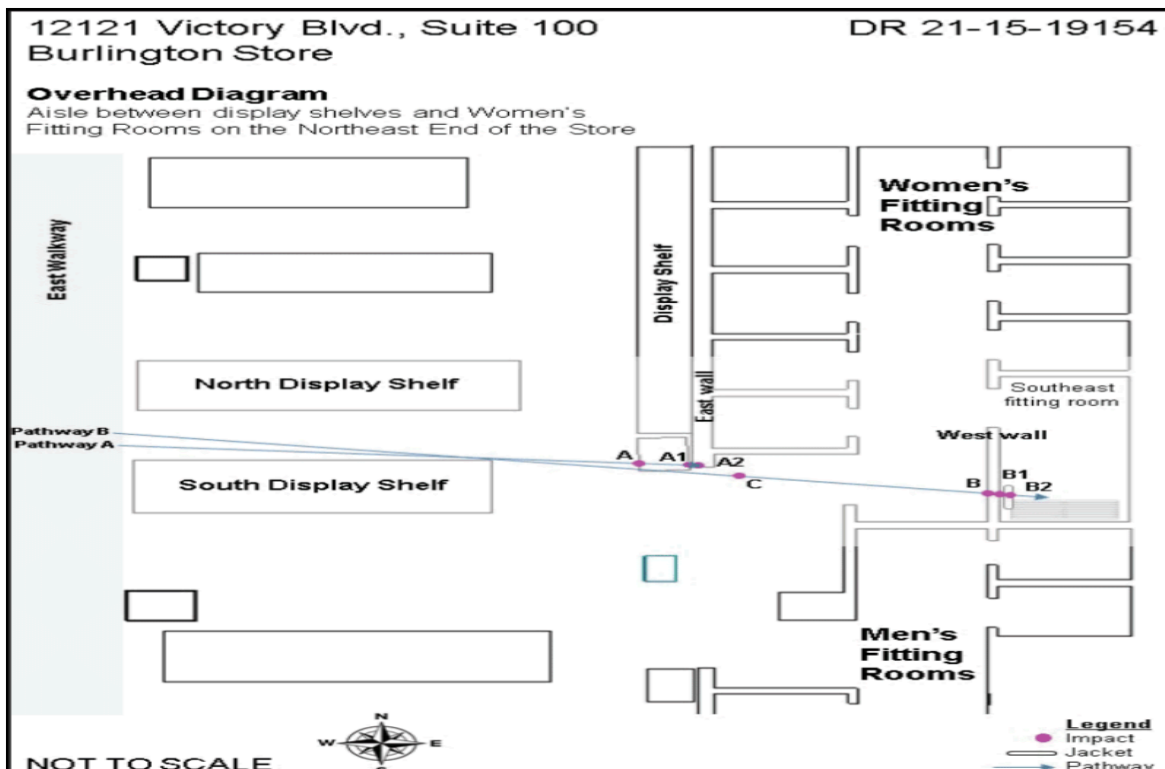 12121 Victory Blvd., Suite 100
DR 21-15-19154
Burlington Store
Overhead Diagram
Aisle between display shelves and Women's
Fitting Rooms on the Northeast End of the Store
East Walkway
Women's
Fitting
Rooms
Display Shelf
North Display Shelf
East wall
Southeast
fitting room
Pathway B
Pathway A
West wall
A
A1
A2
South Display Shelf
C
B
B1
B2
Men's
Fitting
Rooms
N
W
E
Legend
Impact
Jacket
Pathway
NOT TO SCALE